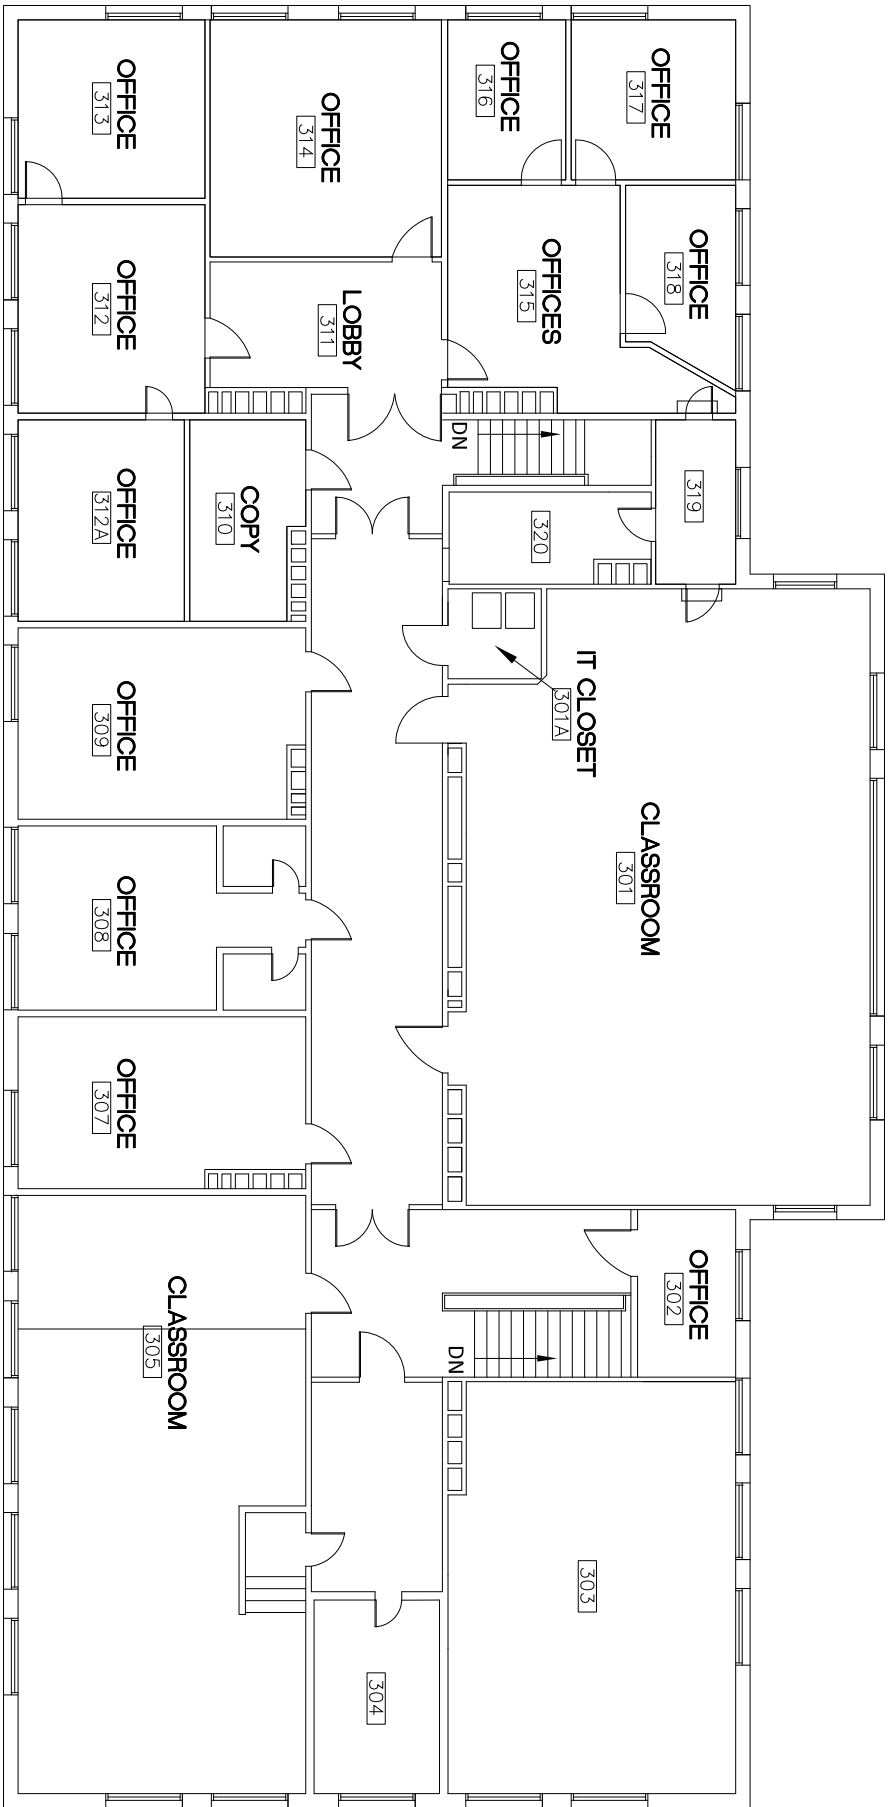 OFFICE
313
OFFICE
314
OFFICE
316
OFFICE
317
OFFICE
312
LOBBY
311
OFFICES
315
OFFICE
318
OFFICE
312A
COPY
310
DN
320
319
OFFICE
309
IT CLOSET
301A
CLASSROOM
301
OFFICE
308
OFFICE
307
CLASSROOM
305
DN
OFFICE
302
303
304